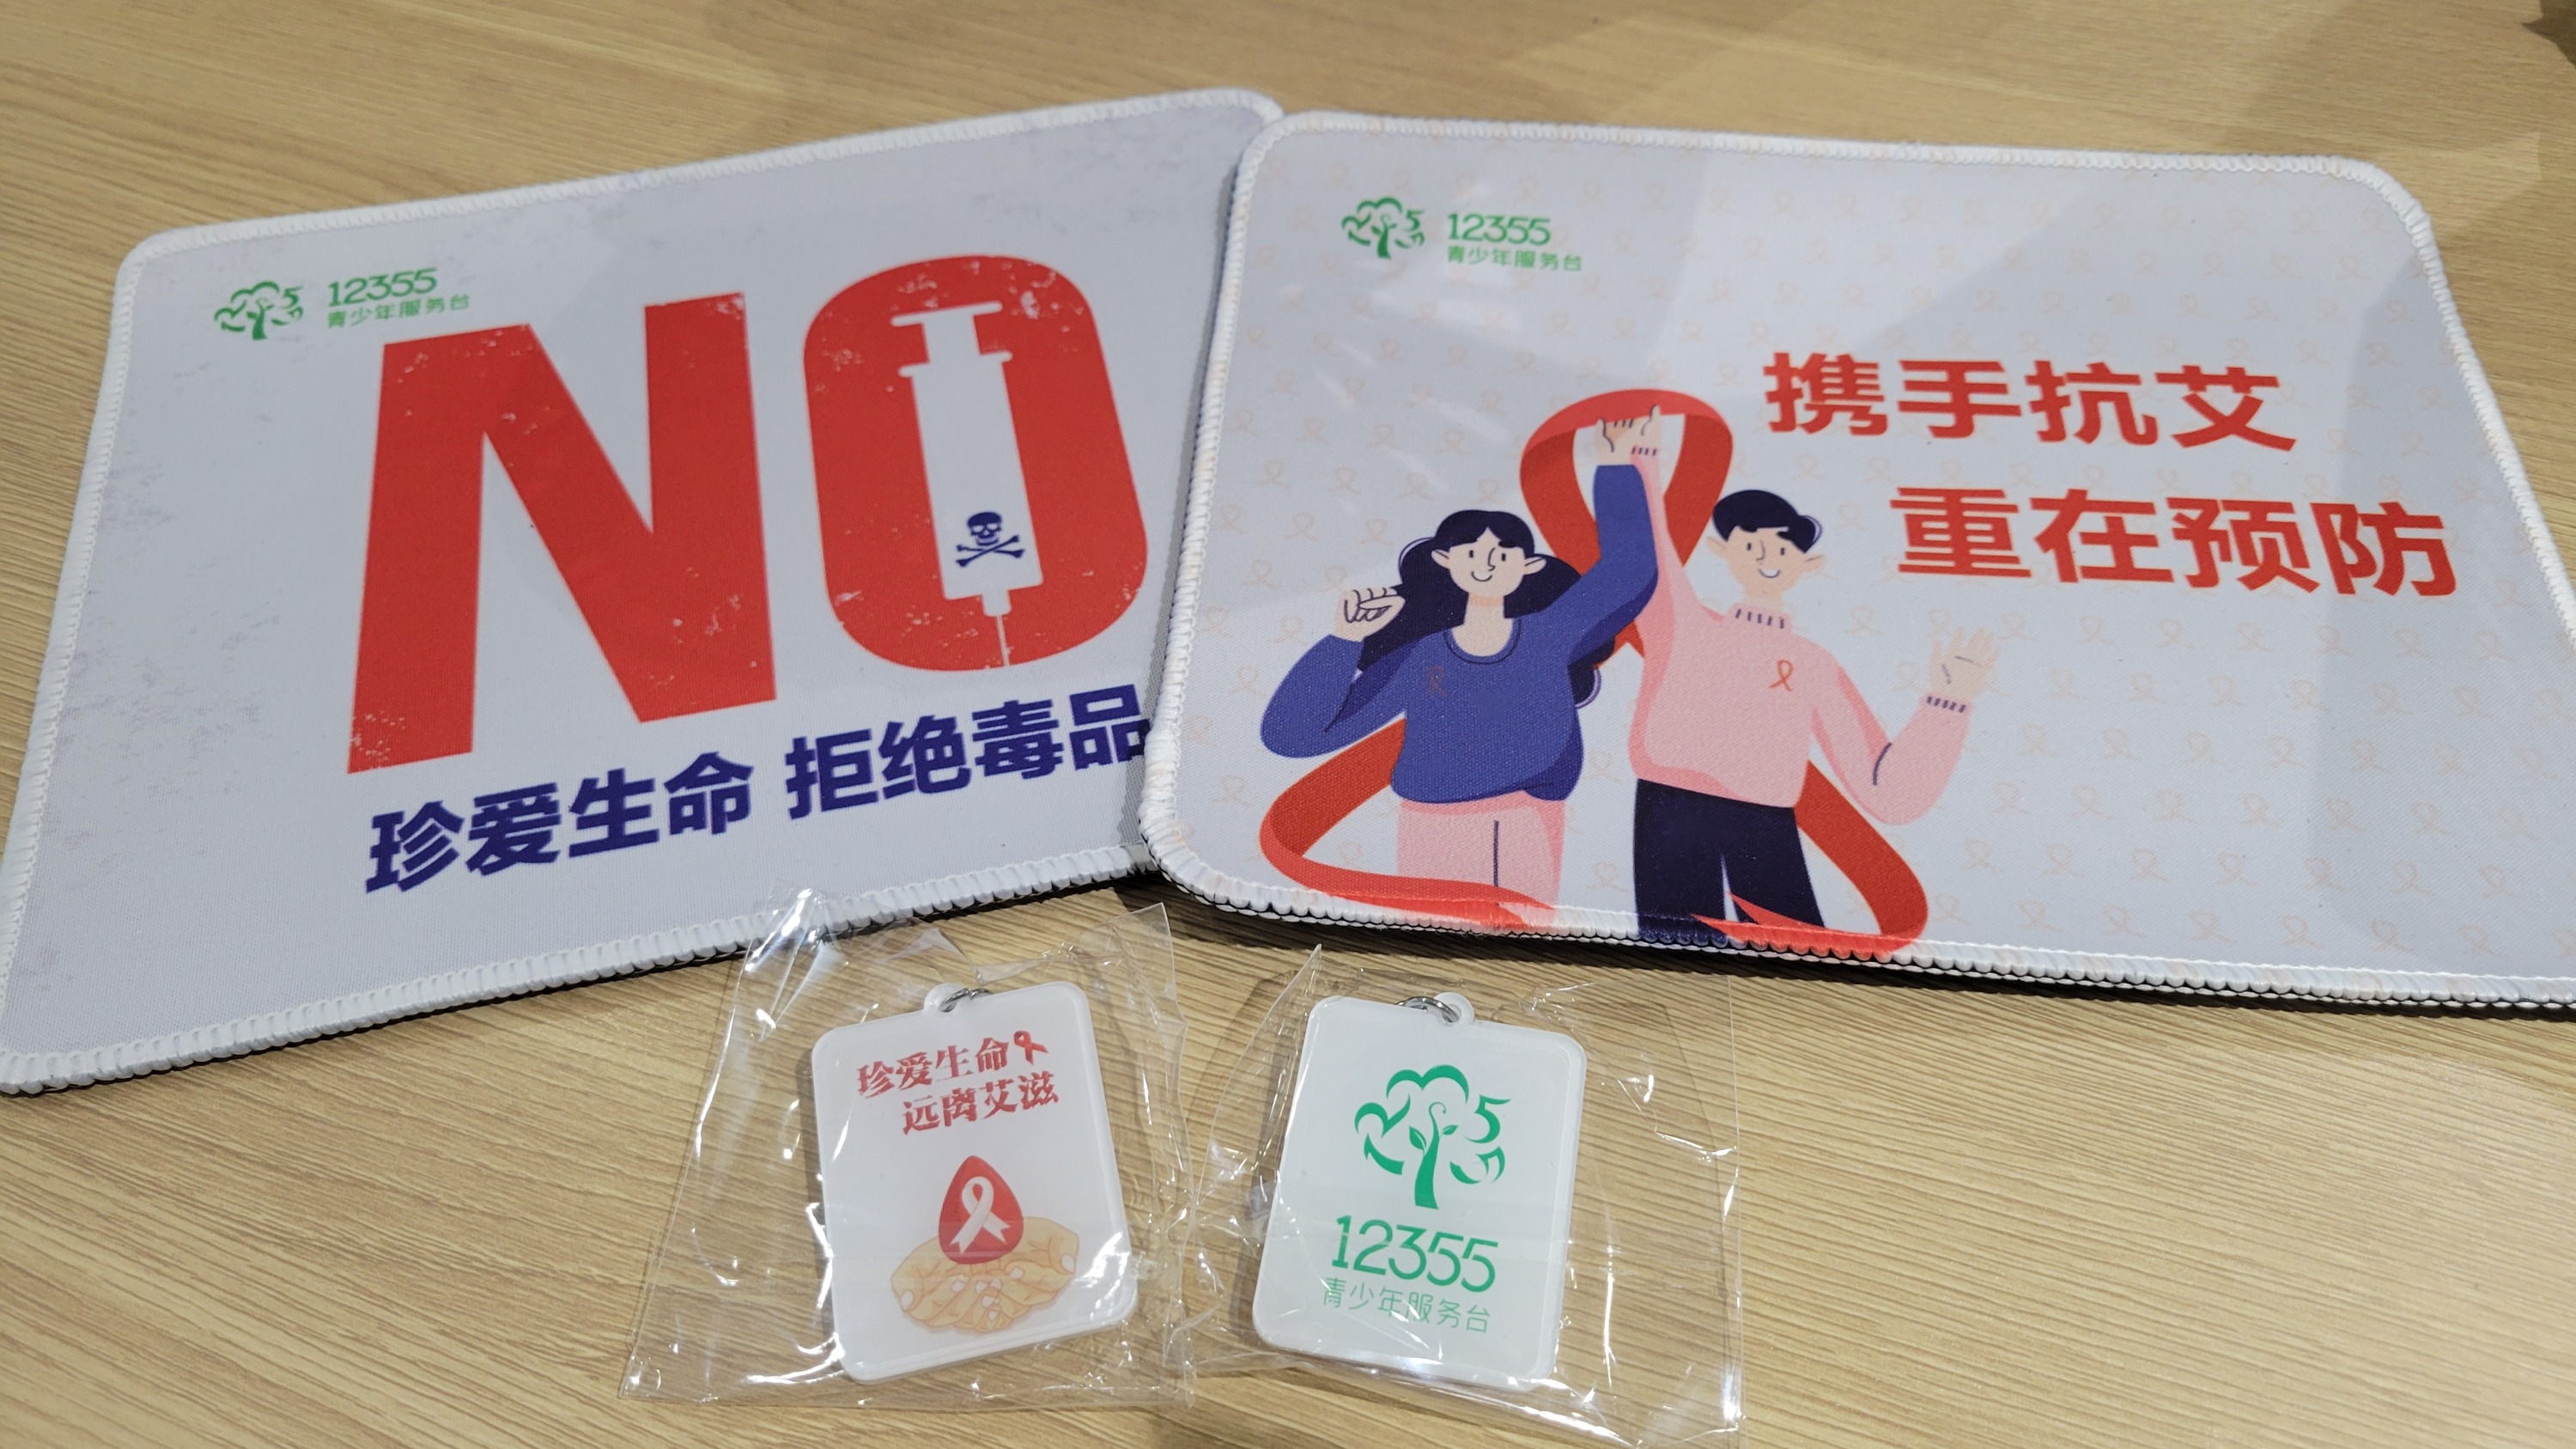 12355
青少年服务台
NO
珍爱生命 拒绝毒品
12355
青少年服务台
携手抗艾
重在预防
珍爱生命
远离艾滋
12355
青少年服务台